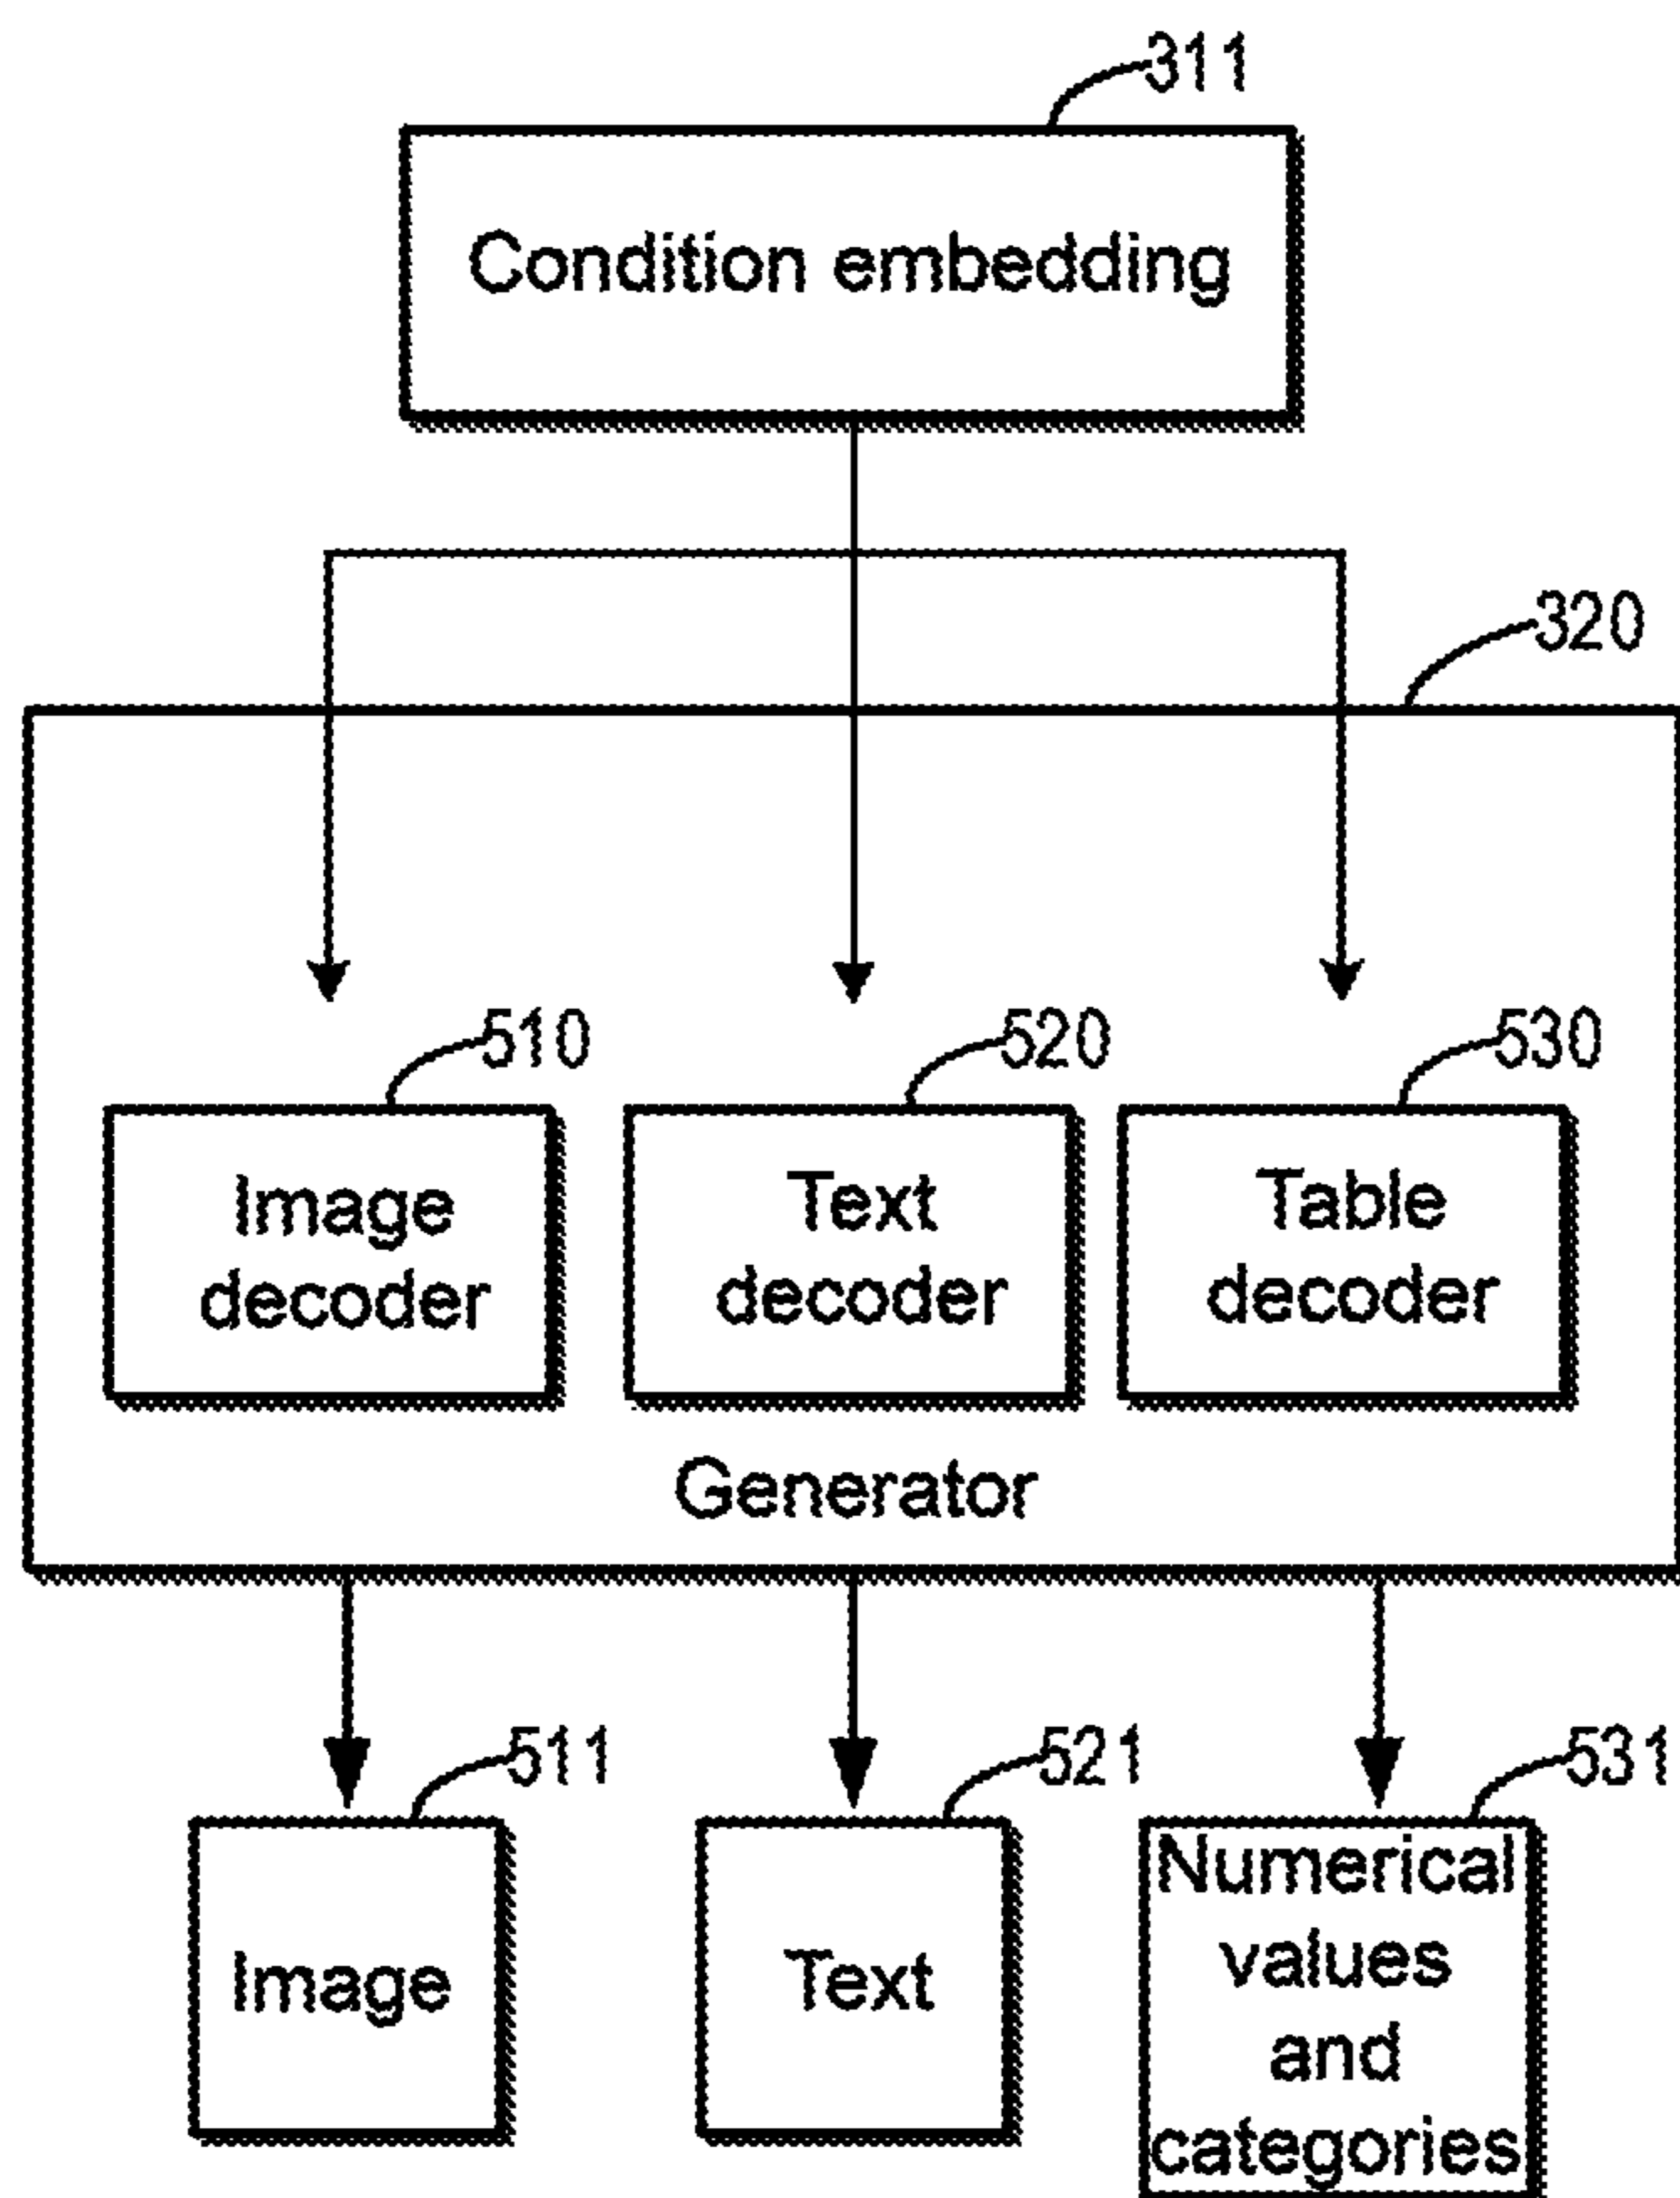 311
Condition embedding
320
510
520
530
Image
decoder
Text
decoder
Table
decoder
Generator
511
521
531
Image
Text
Numerical
values
and
categories